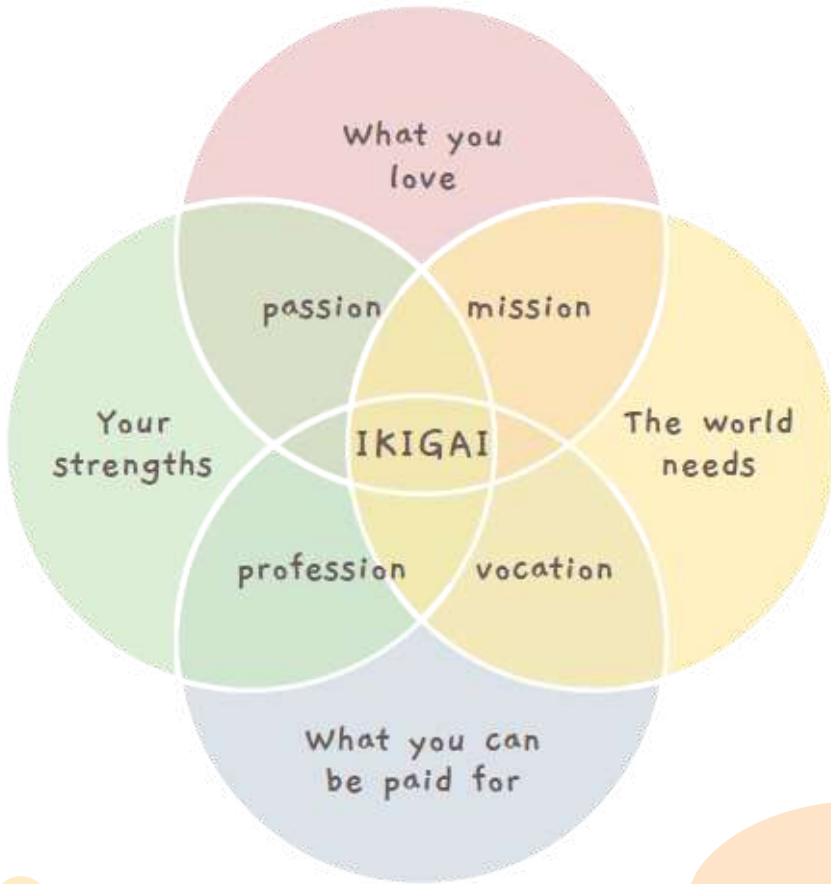 What you
love
passion
mission
Your
strengths
IKIGAI
The world
needs
profession
vocation
What you can
be paid for